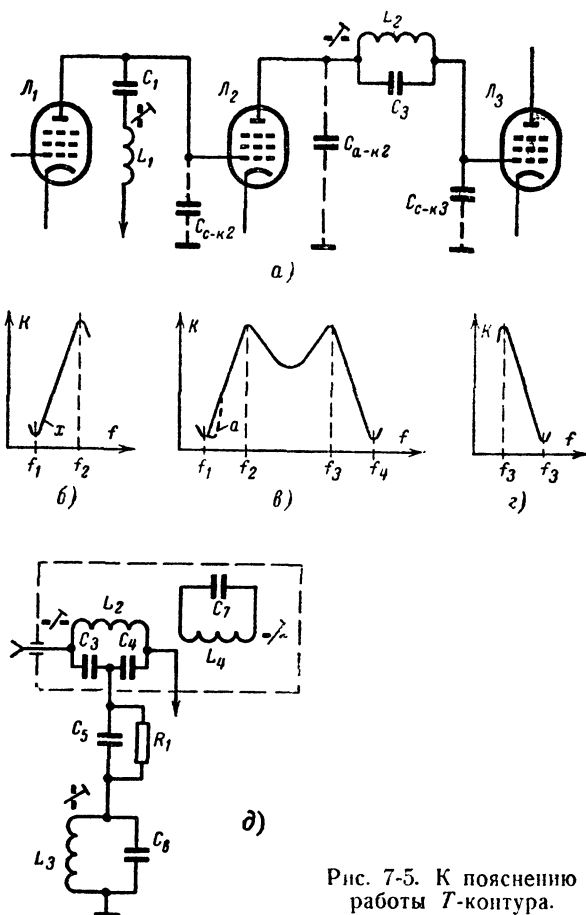 Л₁
C₁
L₁
Л₂
Cс-к2
Cа-к2
L₂
C₃
Cс-к3
Л₃
а)
K
x
f₁
f₂
f
б)
K
а
f₁
f₂
f₃
f₄
f
в)
K
f₃
f₃
f
г)
L₂
C₃
C₄
C₇
L₄
C₅
R₁
L₃
C₆
д)
Рис. 7-5. К пояснению
работы Т-контура.